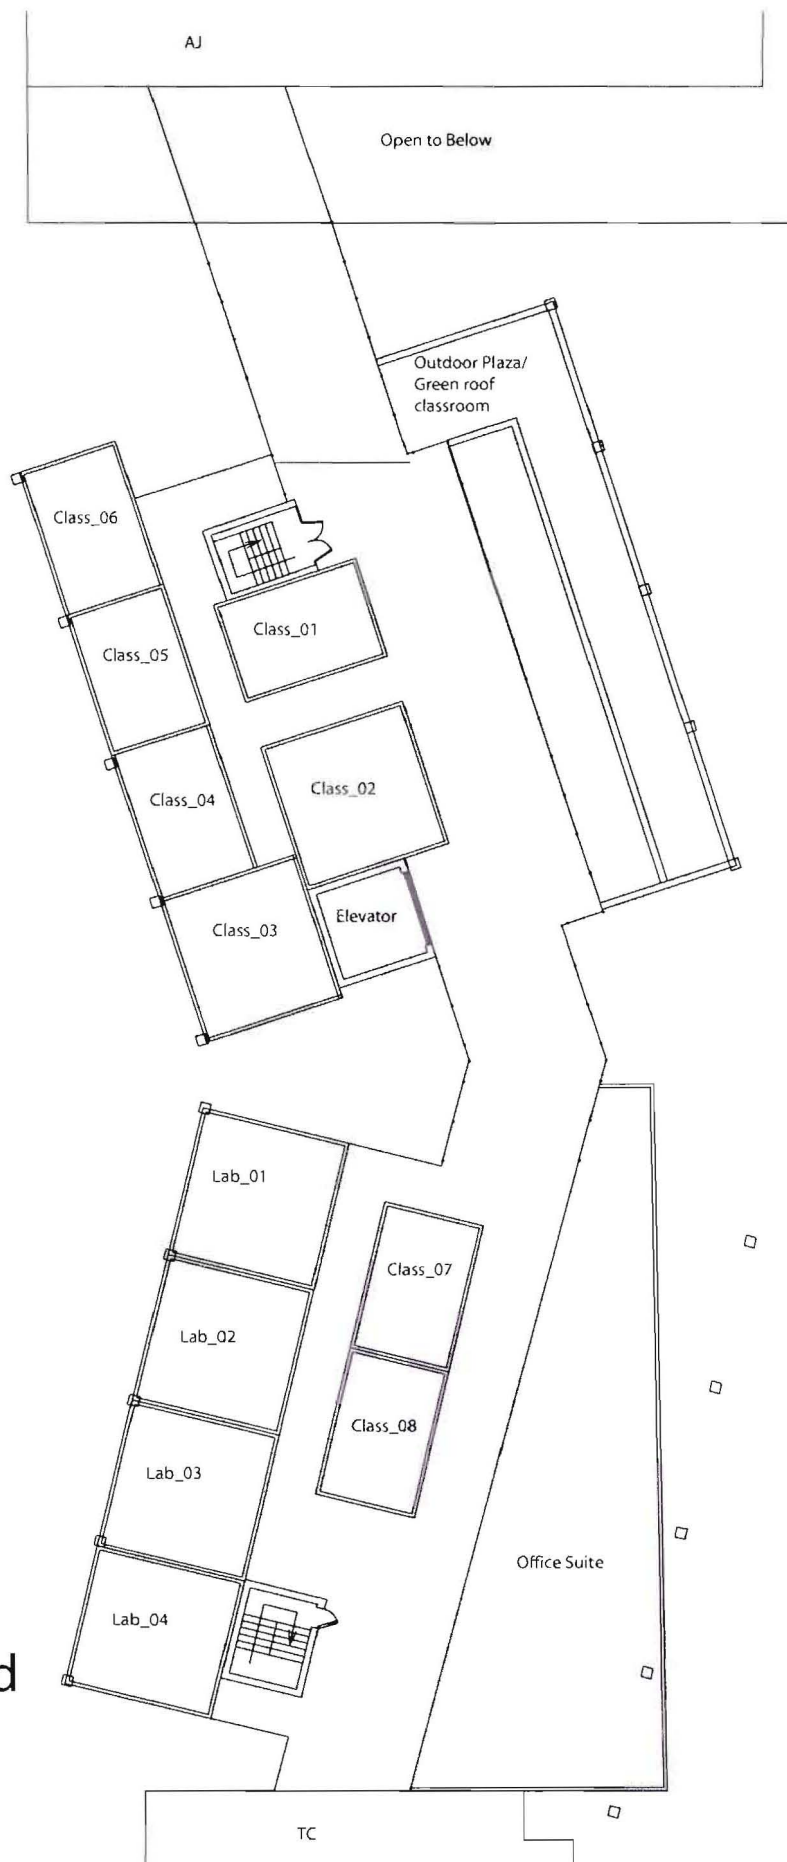 AJ
Open to Below
Outdoor Plaza/
Green roof
classroom
Class_06
Class_01
Class_05
Class_02
Class_04
Elevator
Class_03
Lab_01
Class_07
Lab_02
Class_08
Lab_03
Office Suite
Lab_04
d
TC